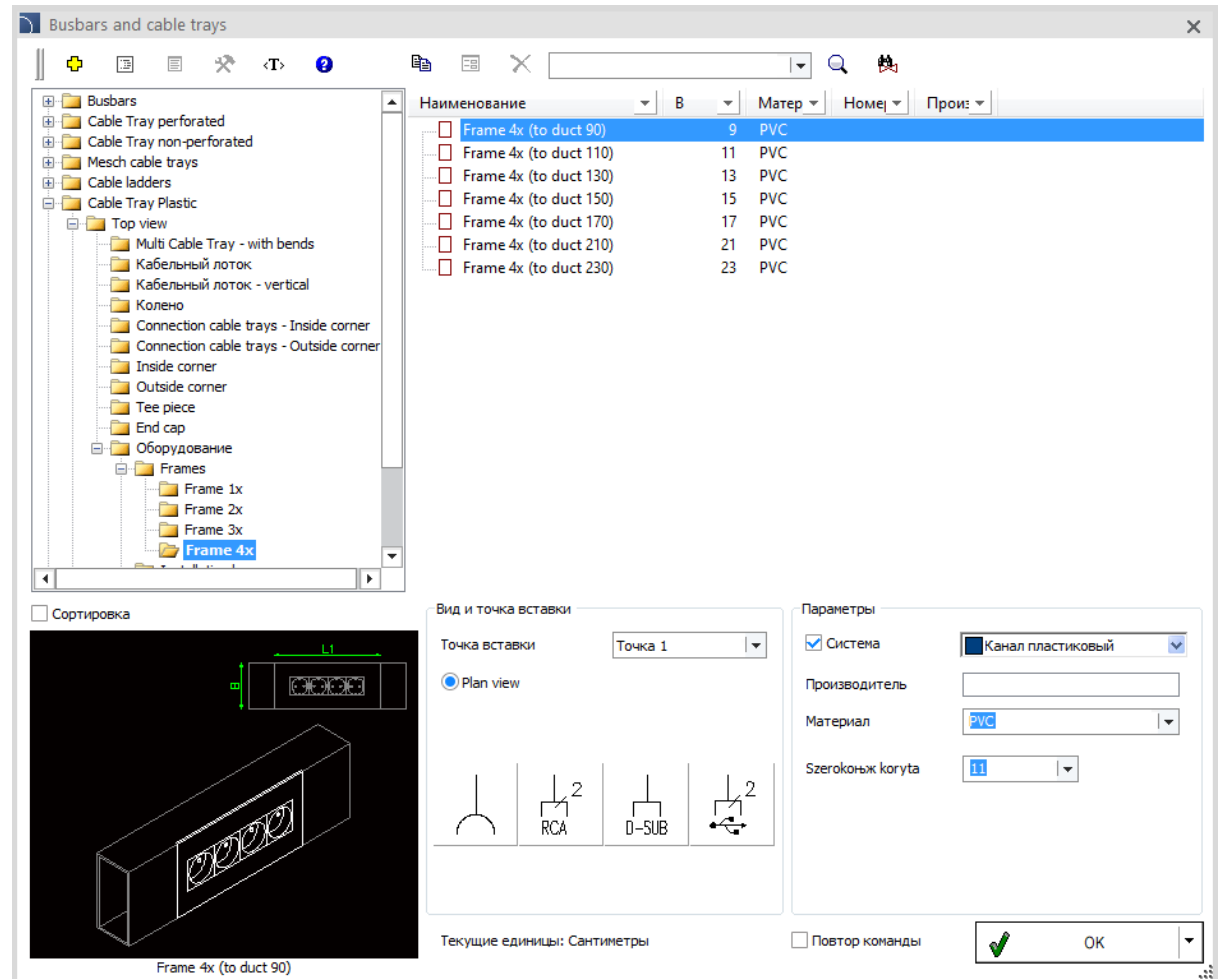 Busbars and cable trays
<T>
Busbars
Cable Tray perforated
Cable Tray non-perforated
Mesch cable trays
Cable ladders
Cable Tray Plastic
Top view
Multi Cable Tray - with bends
Кабельный лоток
Кабельный лоток - vertical
Колено
Connection cable trays - Inside corner
Connection cable trays - Outside corner
Inside corner
Outside corner
Tee piece
End cap
Оборудование
Frames
Frame 1x
Frame 2x
Frame 3x
Frame 4x
Наименование B Матер Номер Произ
Frame 4x (to duct 90) 9 PVC
Frame 4x (to duct 110) 11 PVC
Frame 4x (to duct 130) 13 PVC
Frame 4x (to duct 150) 15 PVC
Frame 4x (to duct 170) 17 PVC
Frame 4x (to duct 210) 21 PVC
Frame 4x (to duct 230) 23 PVC
Сортировка
L1
B
Frame 4x (to duct 90)
Вид и точка вставки
Точка вставки Точка 1
Plan view
2
RCA
D-SUB
2
Текущие единицы: Сантиметры
Параметры
Система Канал пластиковый
Производитель
Материал PVC
Szerokońж koryta 11
Повтор команды
OK